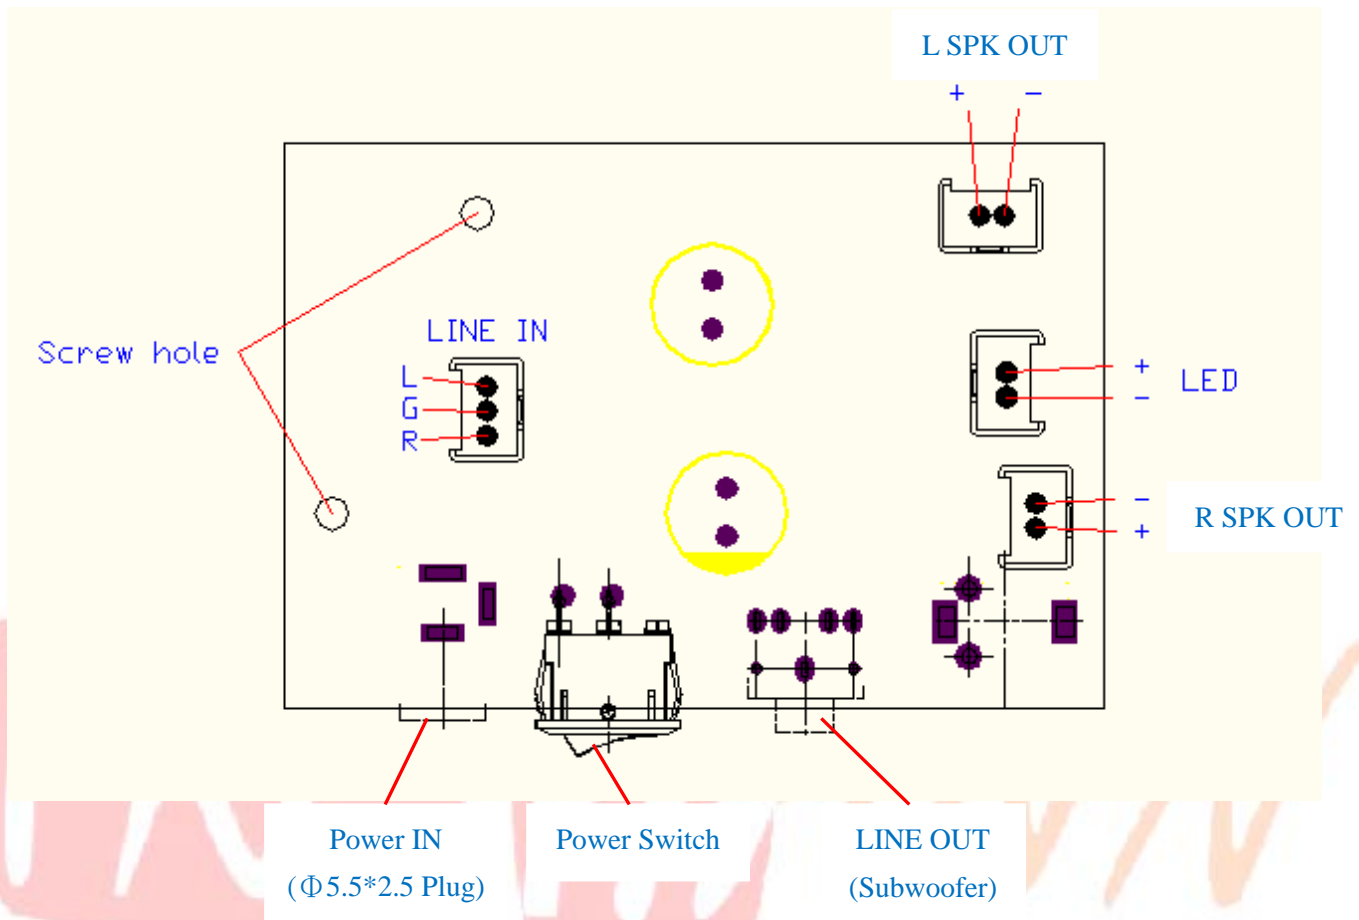 L SPK OUT
+ −
Screw hole
LINE IN
L
G
R
+
−
LED
−
+
R SPK OUT
Power IN
(Φ5.5*2.5 Plug)
Power Switch
LINE OUT
(Subwoofer)